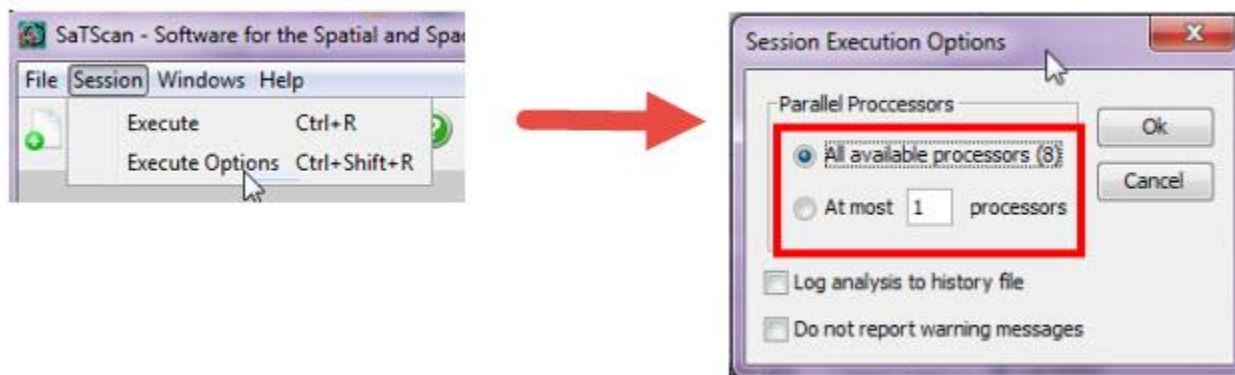 SaTScan - Software for the Spatial and Spac
File Session Windows Help
Execute Ctrl+R
Execute Options Ctrl+Shift+R
Session Execution Options
Parallel Proccessors
All available processors (8)
At most 1 processors
Ok
Cancel
Log analysis to history file
Do not report warning messages